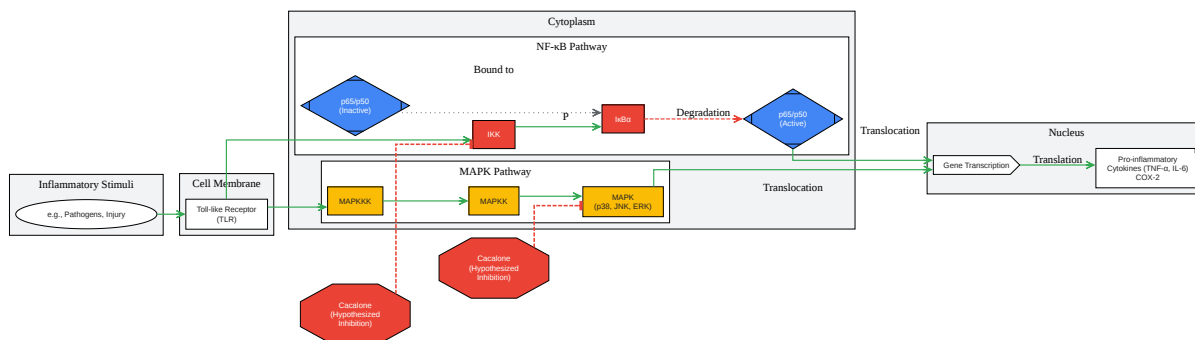 Cytoplasm
NF-κB Pathway
Bound to
p65/p50
(Inactive)
P
IκBα
Degradation
p65/p50
(Active)
IKK
Translocation
Nucleus
Gene Transcription
Translation
Pro-inflammatory
Cytokines (TNF-α, IL-6)
COX-2
MAPK Pathway
Inflammatory Stimuli
e.g., Pathogens, Injury
Cell Membrane
Toll-like Receptor
(TLR)
MAPKKK
MAPKK
MAPK
(p38, JNK, ERK)
Translocation
Cacalone
(Hypothesized
Inhibition)
Cacalone
(Hypothesized
Inhibition)